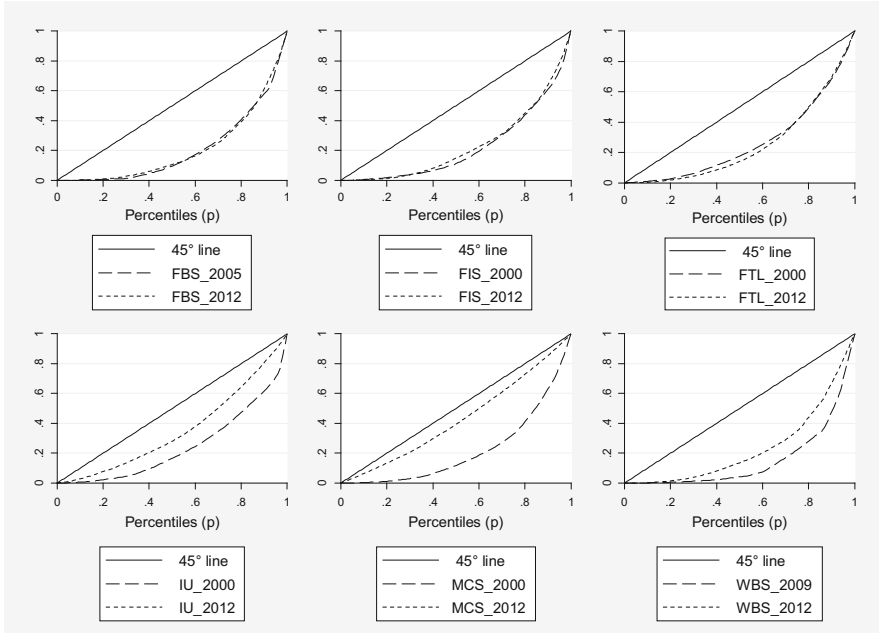 1
.8
.6
.4
.2
0
0 .2 .4 .6 .8 1
Percentiles (p)
45° line
FBS_2005
FBS_2012
1
.8
.6
.4
.2
0
0 .2 .4 .6 .8 1
Percentiles (p)
45° line
FIS_2000
FIS_2012
1
.8
.6
.4
.2
0
0 .2 .4 .6 .8 1
Percentiles (p)
45° line
FTL_2000
FTL_2012
1
.8
.6
.4
.2
0
0 .2 .4 .6 .8 1
Percentiles (p)
45° line
IU_2000
IU_2012
1
.8
.6
.4
.2
0
0 .2 .4 .6 .8 1
Percentiles (p)
45° line
MCS_2000
MCS_2012
1
.8
.6
.4
.2
0
0 .2 .4 .6 .8 1
Percentiles (p)
45° line
WBS_2009
WBS_2012